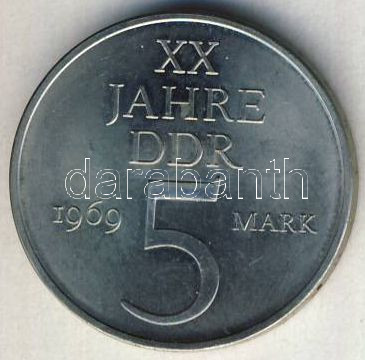 XX
JAHRE
DDR
darabanth
1969 5 MARK